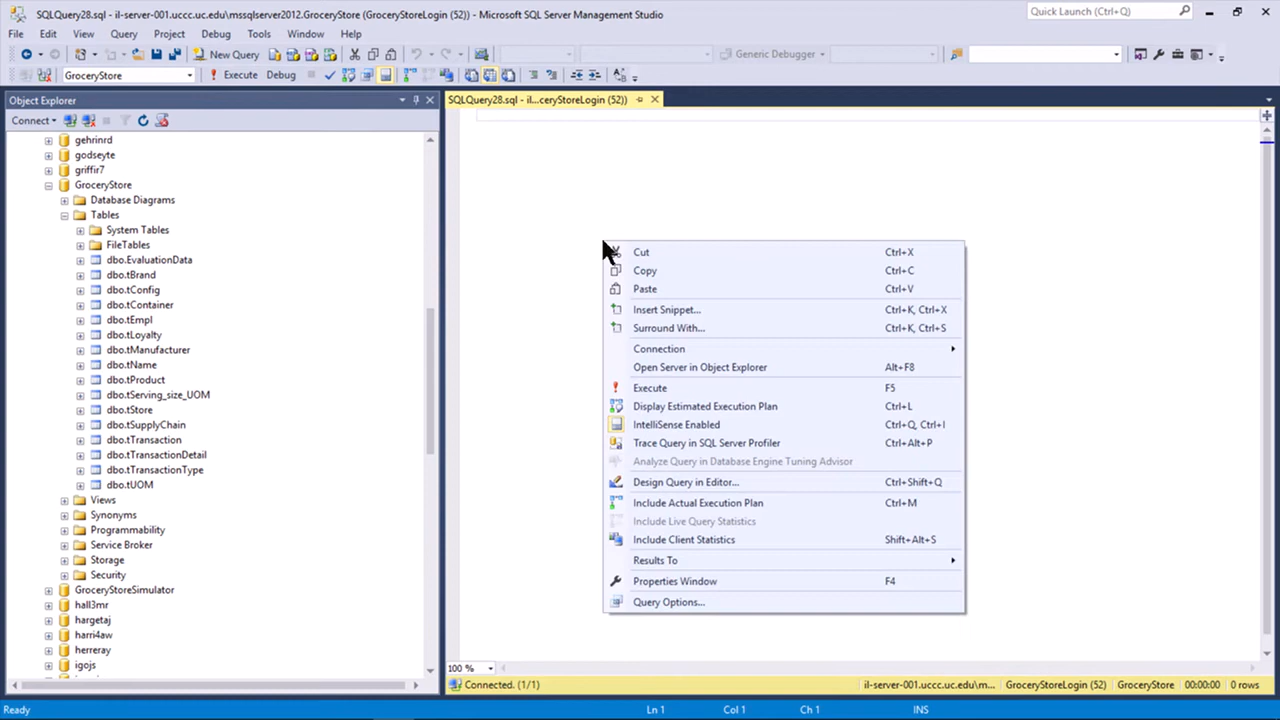 SQLQuery28.sql - il-server-001.uccc.uc.edu\mssqlserver2012.GroceryStore (GroceryStoreLogin (52)) - Microsoft SQL Server Management Studio
Quick Launch (Ctrl+Q)
File Edit View Query Project Debug Tools Window Help
New Query
Generic Debugger
GroceryStore
Execute Debug
Object Explorer
Connect
gehrinrd
godseyte
griffir7
GroceryStore
Database Diagrams
Tables
System Tables
FileTables
dbo.EvaluationData
dbo.tBrand
dbo.tConfig
dbo.tContainer
dbo.tEmpl
dbo.tLoyalty
dbo.tManufacturer
dbo.tName
dbo.tProduct
dbo.tServing_size_UOM
dbo.tStore
dbo.tSupplyChain
dbo.tTransaction
dbo.tTransactionDetail
dbo.tTransactionType
dbo.tUOM
Views
Synonyms
Programmability
Service Broker
Storage
Security
GroceryStoreSimulator
hall3mr
hargetaj
harri4aw
herreray
igojs
SQLQuery28.sql - il...ceryStoreLogin (52))
Cut Ctrl+X
Copy Ctrl+C
Paste Ctrl+V
Insert Snippet... Ctrl+K, Ctrl+X
Surround With... Ctrl+K, Ctrl+S
Connection
Open Server in Object Explorer Alt+F8
Execute F5
Display Estimated Execution Plan Ctrl+L
IntelliSense Enabled Ctrl+Q, Ctrl+I
Trace Query in SQL Server Profiler Ctrl+Alt+P
Analyze Query in Database Engine Tuning Advisor
Design Query in Editor... Ctrl+Shift+Q
Include Actual Execution Plan Ctrl+M
Include Live Query Statistics
Include Client Statistics Shift+Alt+S
Results To
Properties Window F4
Query Options...
100 %
Connected. (1/1) il-server-001.uccc.uc.edu\m... GroceryStoreLogin (52) GroceryStore 00:00:00 0 rows
Ready Ln 1 Col 1 Ch 1 INS